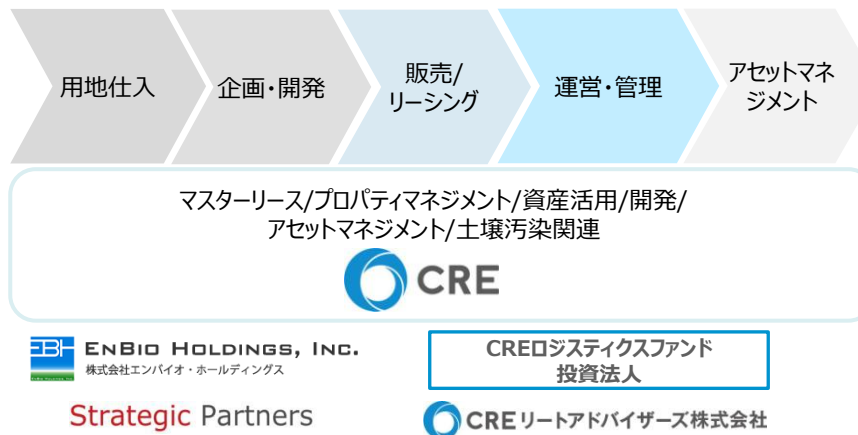 用地仕入
企画・開発
販売/
リーシング
運営・管理
アセットマネ
ジメント
マスターリース/プロパティマネジメント/資産活用/開発/
アセットマネジメント/土壌汚染関連
CRE
EBH ENBIO HOLDINGS, INC.
株式会社エンバイオ・ホールディングス
CREロジスティクスファンド
投資法人
Strategic Partners
CREリートアドバイザーズ株式会社